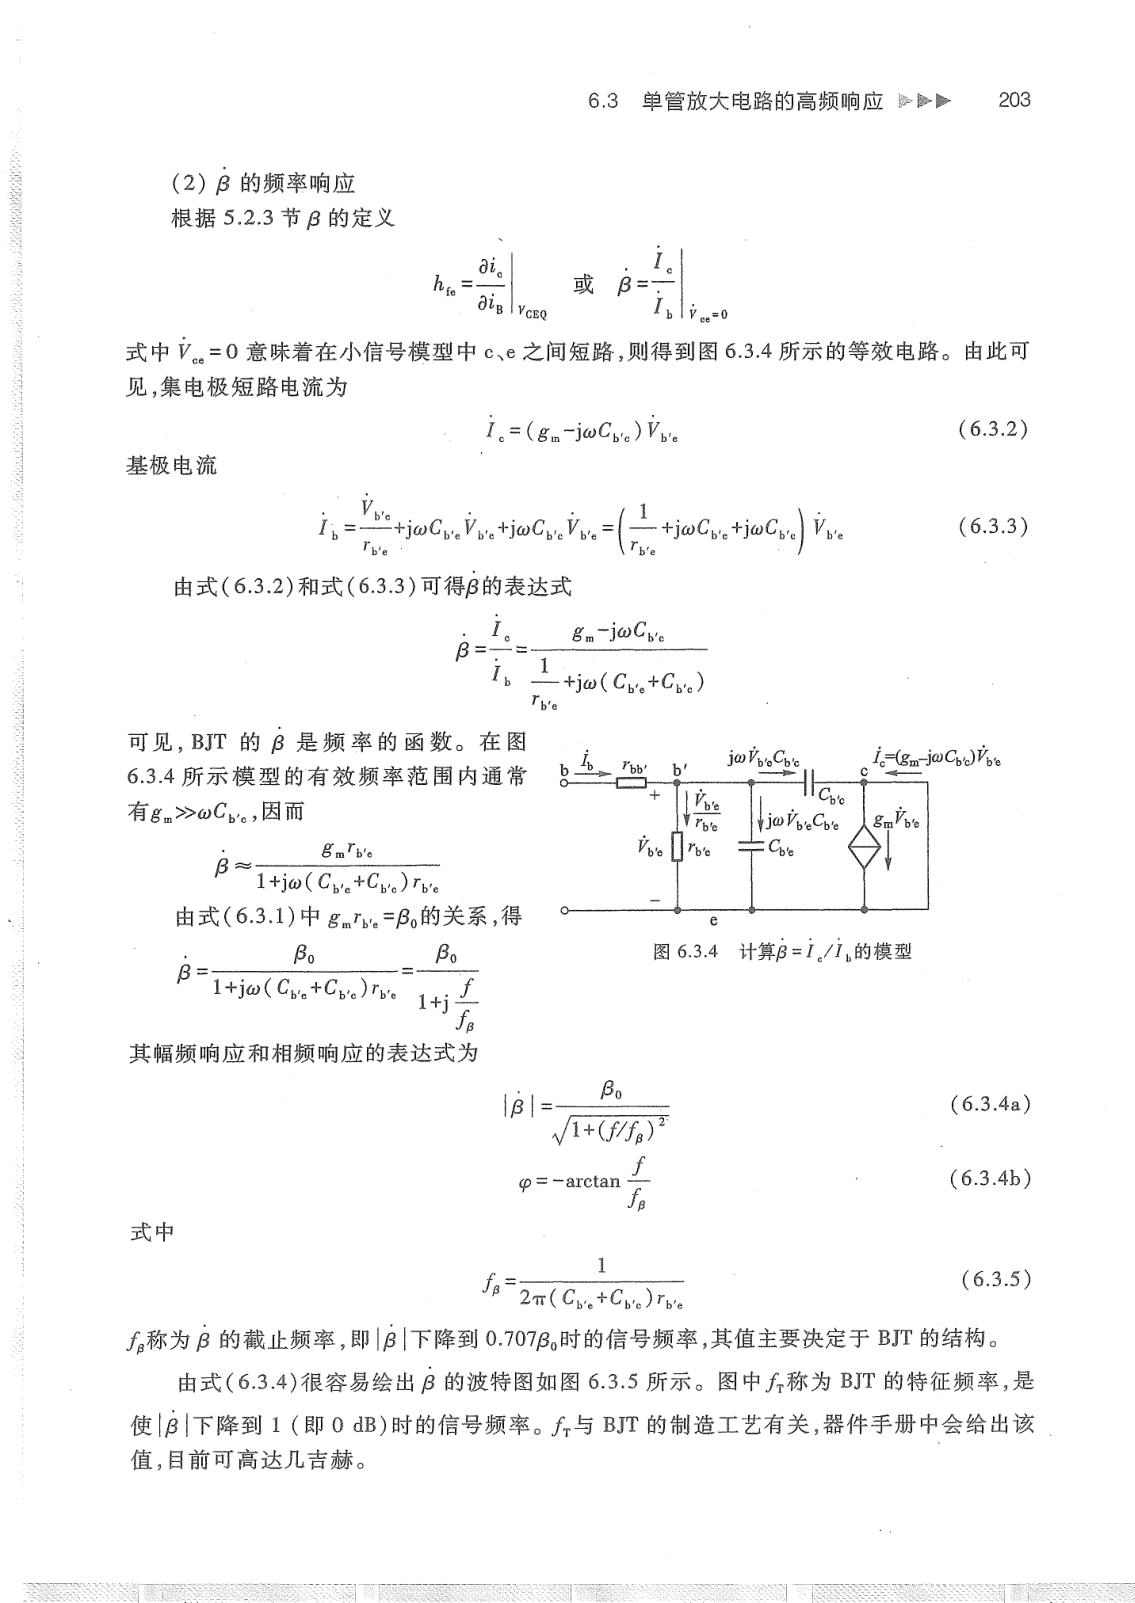 6.3 单管放大电路的高频响应 ▶▶▶ 203
(2) β̇ 的频率响应
根据 5.2.3 节 β 的定义
h_fe = ∂i_c/∂i_B |V_CEQ 或 β̇ = İ_c/İ_b |V̇_ce=0
式中 V̇_ce=0 意味着在小信号模型中 c、e 之间短路,则得到图 6.3.4 所示的等效电路。由此可
见,集电极短路电流为
İ_c=(g_m-jωC_b′c)V̇_b′e (6.3.2)
基极电流
İ_b = V̇_b′e/r_b′e + jωC_b′eV̇_b′e + jωC_b′cV̇_b′e = (1/r_b′e + jωC_b′e + jωC_b′c) V̇_b′e (6.3.3)
由式(6.3.2)和式(6.3.3)可得β̇的表达式
β̇ = İ_c/İ_b = (g_m-jωC_b′c)/(1/r_b′e + jω(C_b′e+C_b′c))
可见, BJT 的 β̇ 是频率的函数。在图
6.3.4 所示模型的有效频率范围内通常
有g_m≫ωC_b′c,因而
β̇ ≈ g_m r_b′e/(1+jω(C_b′e+C_b′c)r_b′e)
由式(6.3.1)中 g_m r_b′e=β₀的关系,得
β̇ = β₀/(1+jω(C_b′e+C_b′c)r_b′e) = β₀/(1+j f/f_β)
b İ_b r_bb′ b′ jωV̇_b′eC_b′c C_b′c c İ_c=(g_m-jωC_b′c)V̇_b′e
+ V̇_b′e/r_b′e jωV̇_b′eC_b′e g_mV̇_b′e
V̇_b′e r_b′e C_b′e
− e
图 6.3.4 计算β̇=İ_c/İ_b的模型
其幅频响应和相频响应的表达式为
|β̇| = β₀/√(1+(f/f_β)²) (6.3.4a)
φ=-arctan f/f_β (6.3.4b)
式中
f_β = 1/(2π(C_b′e+C_b′c)r_b′e) (6.3.5)
f_β称为 β̇ 的截止频率,即|β̇|下降到 0.707β₀时的信号频率,其值主要决定于 BJT 的结构。
由式(6.3.4)很容易绘出 β̇ 的波特图如图 6.3.5 所示。图中 f_T称为 BJT 的特征频率,是
使|β̇|下降到 1 (即 0 dB)时的信号频率。f_T与 BJT 的制造工艺有关,器件手册中会给出该
值,目前可高达几吉赫。